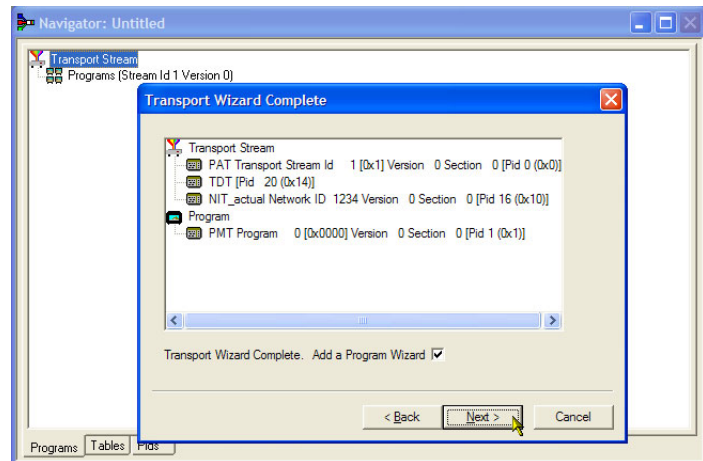 Navigator: Untitled
Transport Stream
Programs (Stream Id 1 Version 0)
Transport Wizard Complete
Transport Stream
PAT Transport Stream Id 1 [0x1] Version 0 Section 0 [Pid 0 (0x0)]
TDT [Pid 20 (0x14)]
NIT_actual Network ID 1234 Version 0 Section 0 [Pid 16 (0x10)]
Program
PMT Program 0 [0x0000] Version 0 Section 0 [Pid 1 (0x1)]
Transport Wizard Complete. Add a Program Wizard
< Back Next > Cancel
Programs Tables Pids